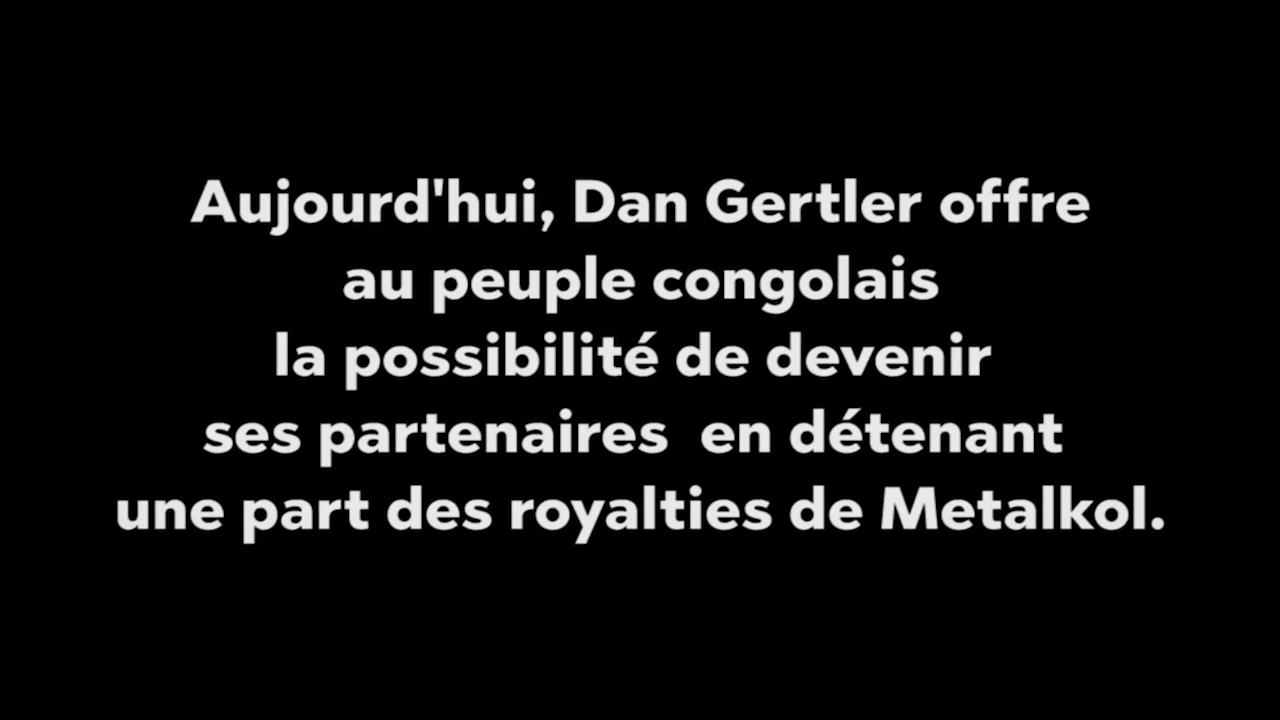 Aujourd'hui, Dan Gertler offre
au peuple congolais
la possibilité de devenir
ses partenaires  en détenant
une part des royalties de Metalkol.